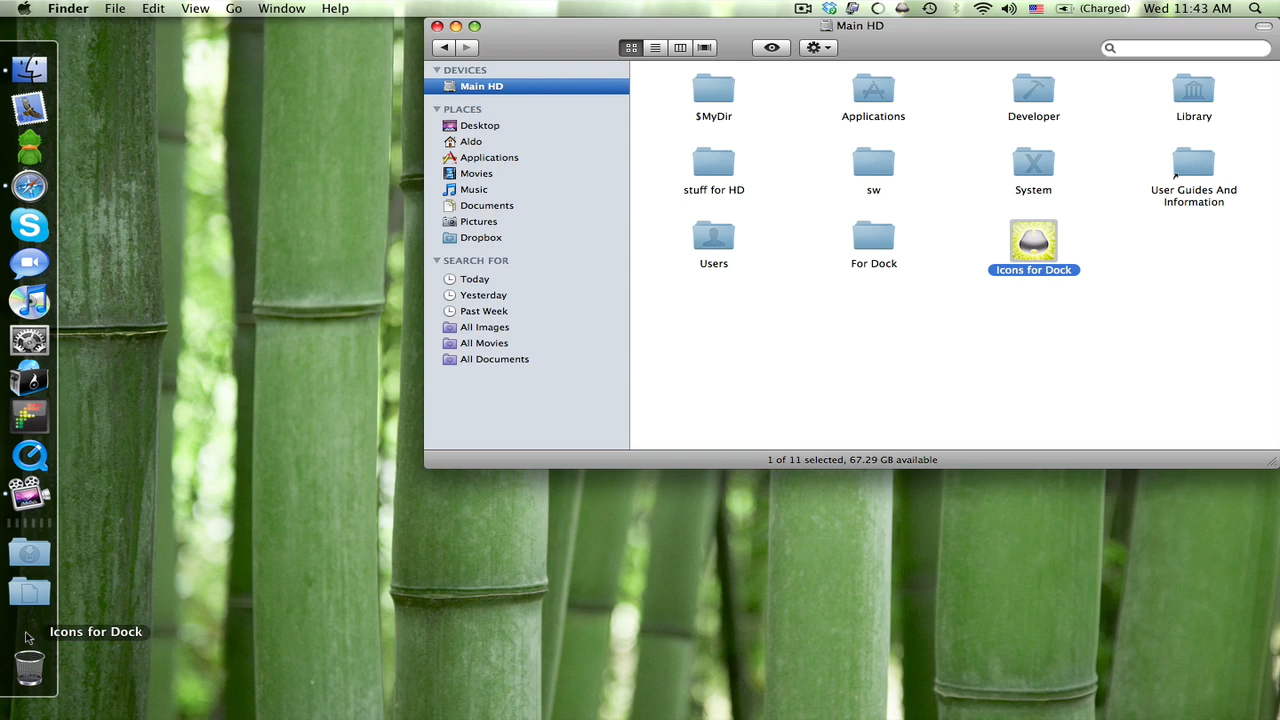 Finder File Edit View Go Window Help (Charged) Wed 11:43 AM
Main HD
DEVICES
Main HD
PLACES
Desktop
Aldo
Applications
Movies
Music
Documents
Pictures
Dropbox
SEARCH FOR
Today
Yesterday
Past Week
All Images
All Movies
All Documents
$MyDir Applications Developer Library
stuff for HD sw System User Guides And
Information
Users For Dock Icons for Dock
1 of 11 selected, 67.29 GB available
Icons for Dock